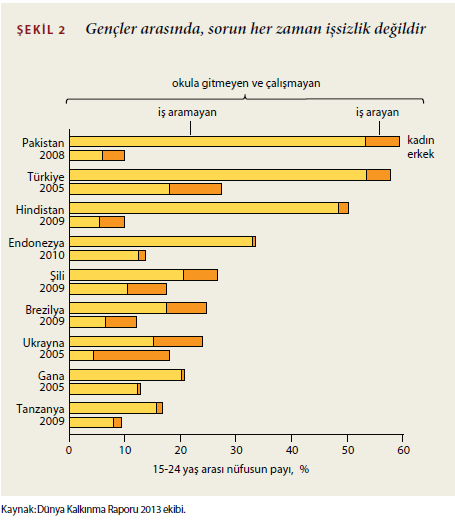 ŞEKİL 2 Gençler arasında, sorun her zaman işsizlik değildir
okula gitmeyen ve çalışmayan
iş aramayan iş arayan
Pakistan kadın
2008 erkek
Türkiye
2005
Hindistan
2009
Endonezya
2010
Şili
2009
Brezilya
2009
Ukrayna
2005
Gana
2005
Tanzanya
2009
0 10 20 30 40 50 60
15-24 yaş arası nüfusun payı, %
Kaynak:Dünya Kalkınma Raporu 2013 ekibi.